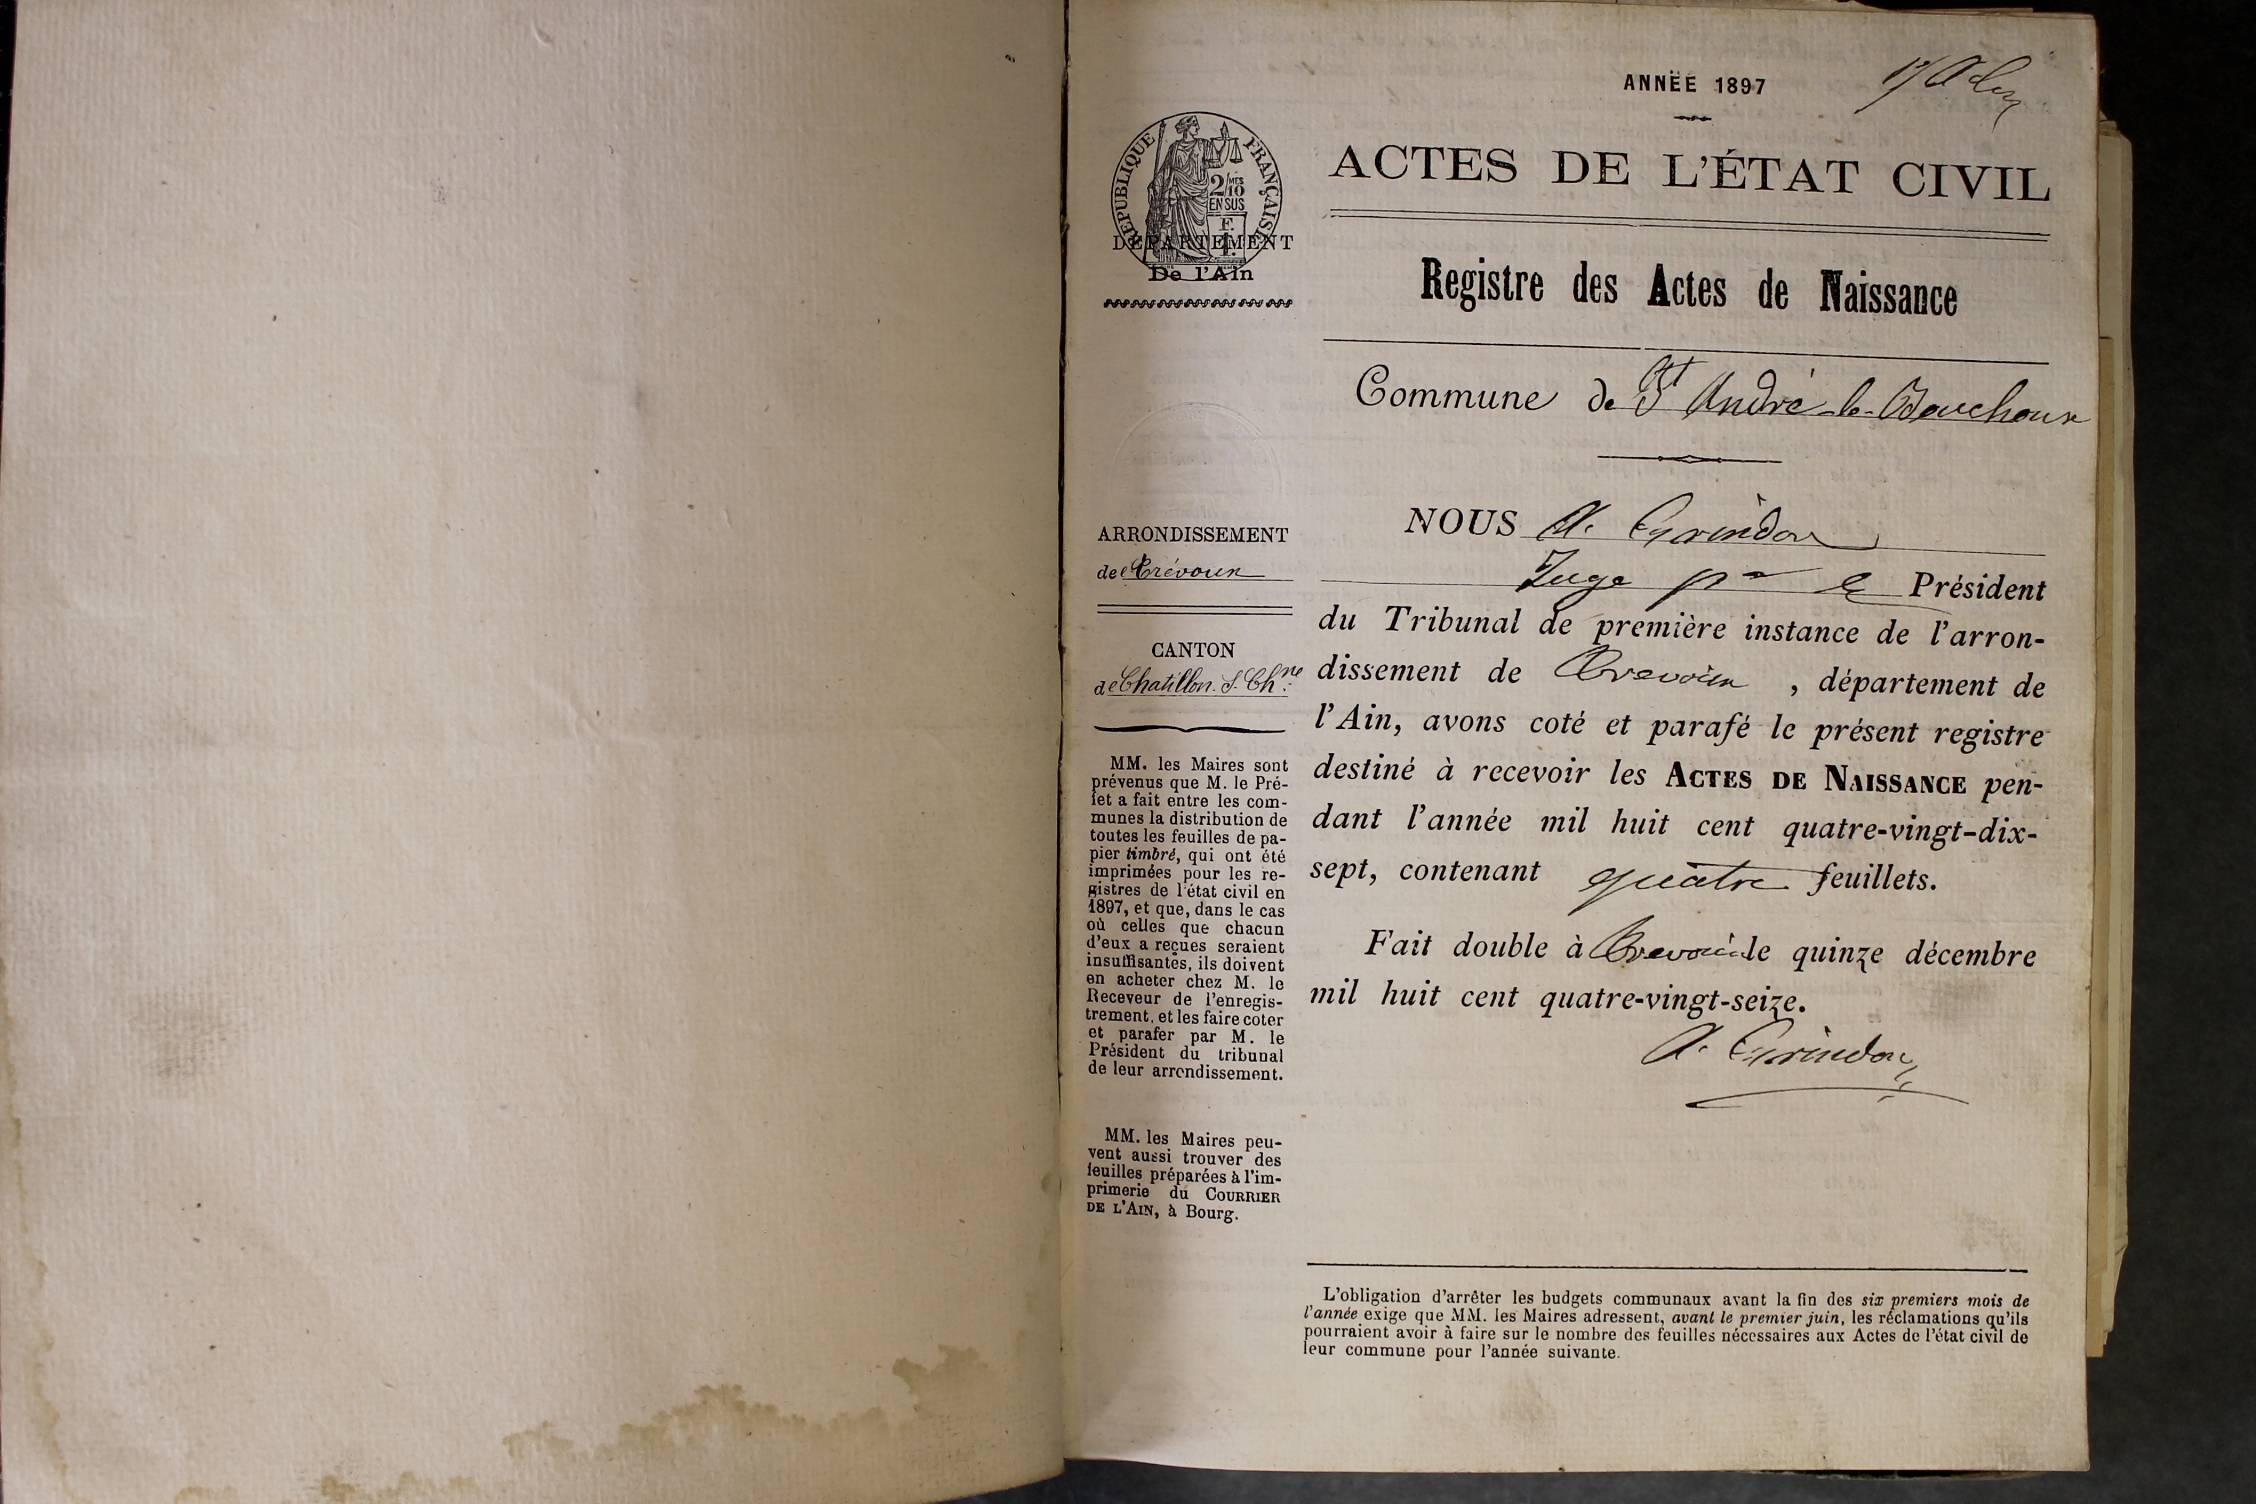 ANNÉE 1897
ACTES DE L'ÉTAT CIVIL
RÉPUBLIQUE FRANÇAISE
2/10 MES
EN SUS
F.
1.
DÉPARTEMENT
De l'Ain
Registre des Actes de Naissance
Commune de St André-le-Bouchoux
NOUS A. Grindon
Juge pr le Président
du Tribunal de première instance de l'arron-
dissement de Trévoux, département de
l'Ain, avons coté et parafé le présent registre
destiné à recevoir les ACTES DE NAISSANCE pen-
dant l'année mil huit cent quatre-vingt-dix-
sept, contenant quatre feuillets.
Fait double à Trévoux le quinze décembre
mil huit cent quatre-vingt-seize.
A. Grindon
ARRONDISSEMENT
de Trévoux
CANTON
de Chatillon. S. Chne
MM. les Maires sont
prévenus que M. le Pré-
fet a fait entre les com-
munes la distribution de
toutes les feuilles de pa-
pier timbré, qui ont été
imprimées pour les re-
gistres de l'état civil en
1897, et que, dans le cas
où celles que chacun
d'eux a reçues seraient
insuffisantes, ils doivent
en acheter chez M. le
Receveur de l'enregis-
trement, et les faire coter
et parafer par M. le
Président du tribunal
de leur arrondissement.
MM. les Maires peu-
vent aussi trouver des
feuilles préparées à l'im-
primerie du COURRIER
DE L'AIN, à Bourg.
L'obligation d'arrêter les budgets communaux avant la fin des six premiers mois de
l'année exige que MM. les Maires adressent, avant le premier juin, les réclamations qu'ils
pourraient avoir à faire sur le nombre des feuilles nécessaires aux Actes de l'état civil de
leur commune pour l'année suivante.